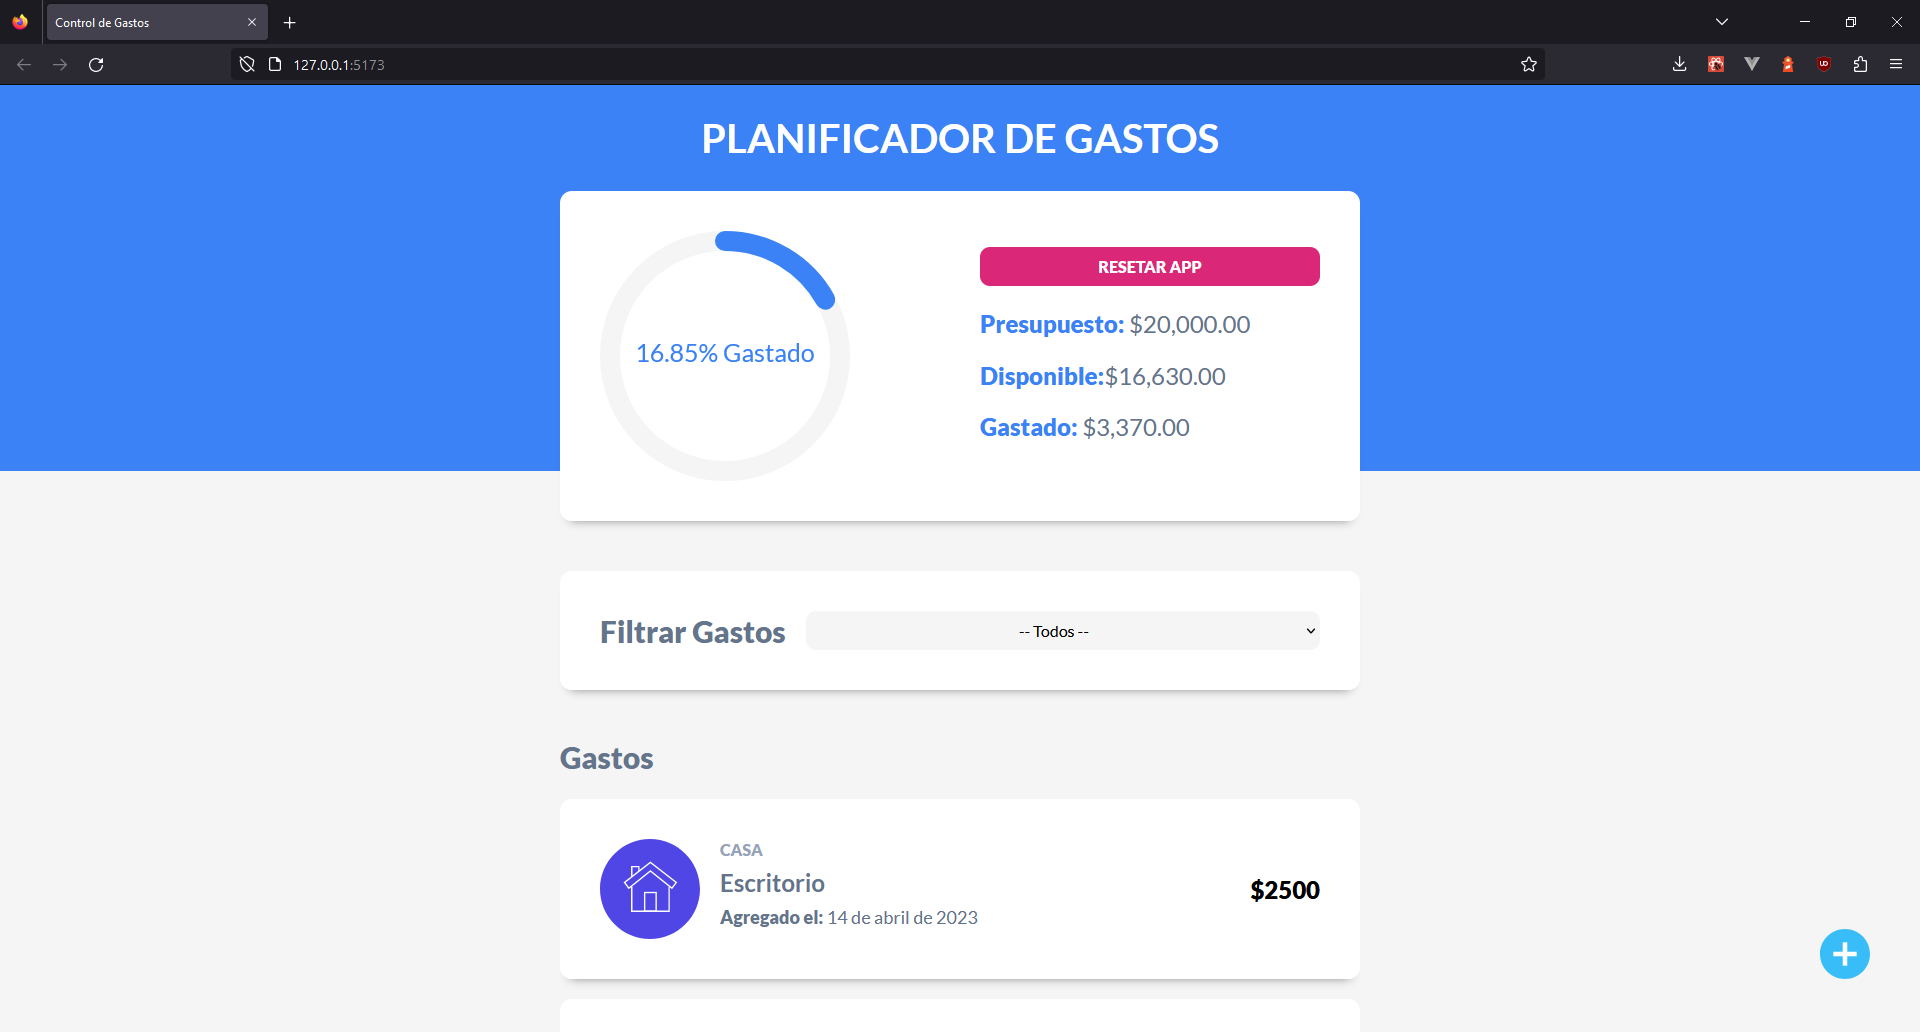 Control de Gastos
127.0.0.1:5173
PLANIFICADOR DE GASTOS
16.85% Gastado
RESETAR APP
Presupuesto: $20,000.00
Disponible:$16,630.00
Gastado: $3,370.00
Filtrar Gastos
-- Todos --
Gastos
CASA
Escritorio
Agregado el: 14 de abril de 2023
$2500